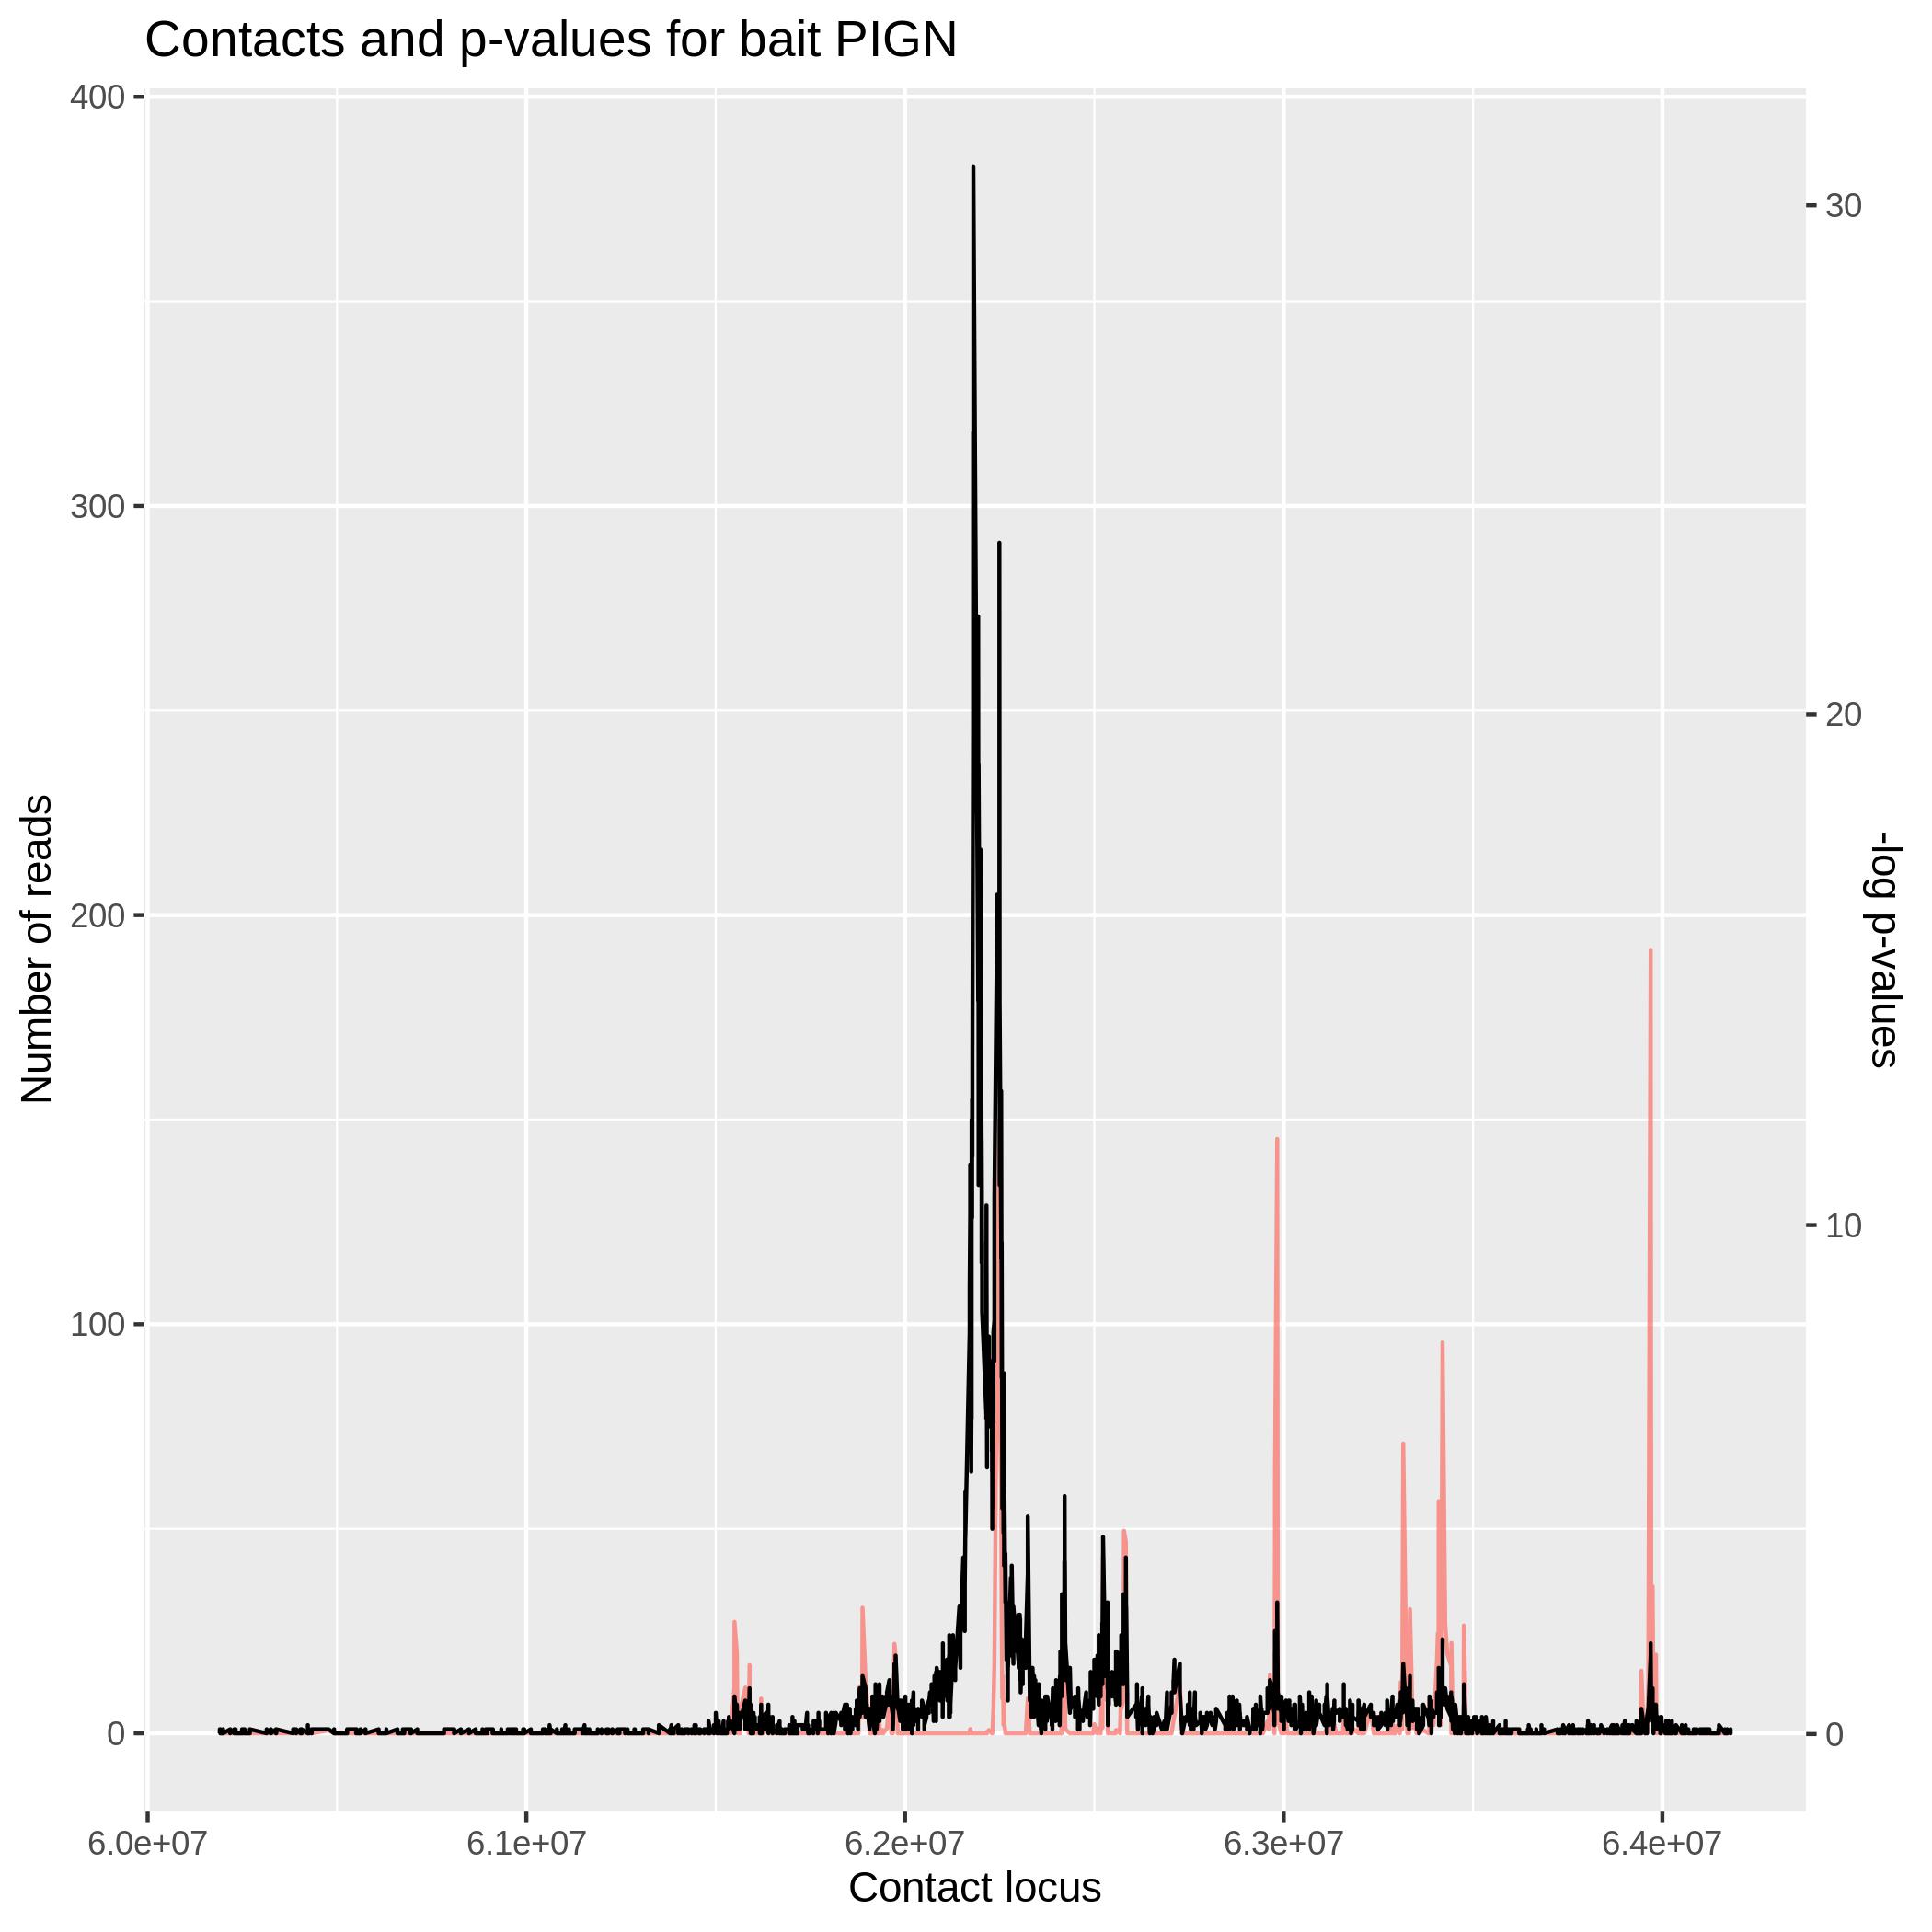 Contacts and p-values for bait PIGN
400
300
200
100
0
Number of reads
30
20
10
0
-log p-values
6.0e+07
6.1e+07
6.2e+07
6.3e+07
6.4e+07
Contact locus